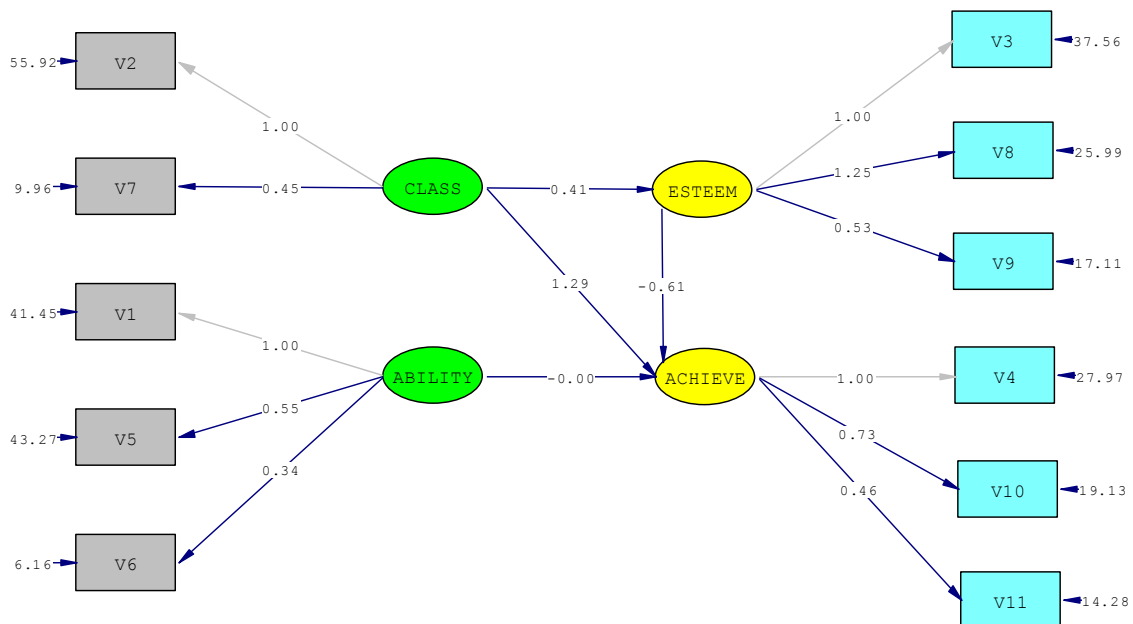 V3
37.56
55.92
V2
1.00
1.00
V8
25.99
1.25
9.96
V7
0.45
CLASS
0.41
ESTEEM
0.53
V9
17.11
1.29
-0.61
41.45
V1
1.00
ABILITY
-0.00
ACHIEVE
1.00
V4
27.97
0.55
43.27
V5
0.73
0.34
0.46
V10
19.13
6.16
V6
V11
14.28